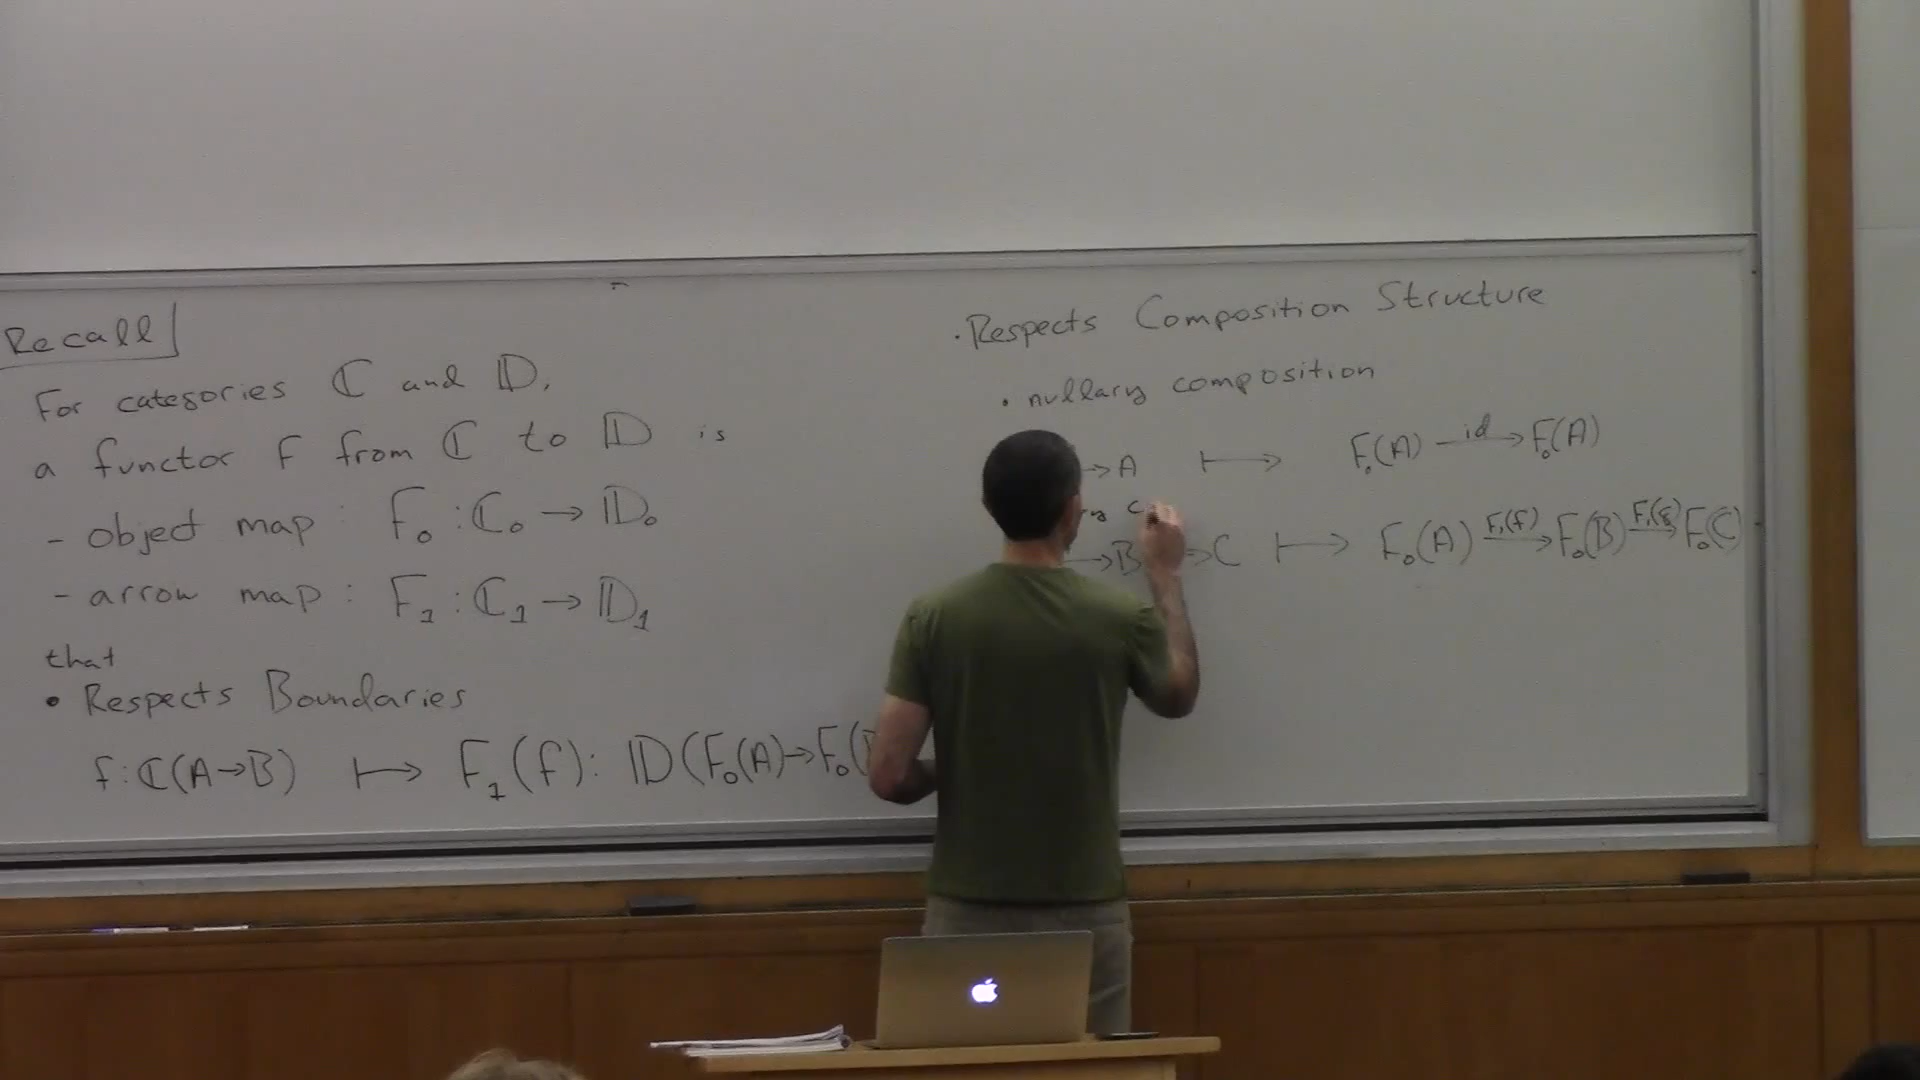 Recall
For categories ℂ and 𝔻,
a functor F from ℂ to 𝔻 is
- object map : F₀ : ℂ₀ → 𝔻₀
- arrow map : F₁ : ℂ₁ → 𝔻₁
that
• Respects Boundaries
f : ℂ(A→B) ↦ F₁(f) : 𝔻(F₀(A)→F₀(
· Respects Composition Structure
• nullary composition
→ A ↦ F₀(A) —id→ F₀(A)
→ B → C ↦ F₀(A) —F₁(f)→ F₀(B) —F₁(g)→ F₀(C)